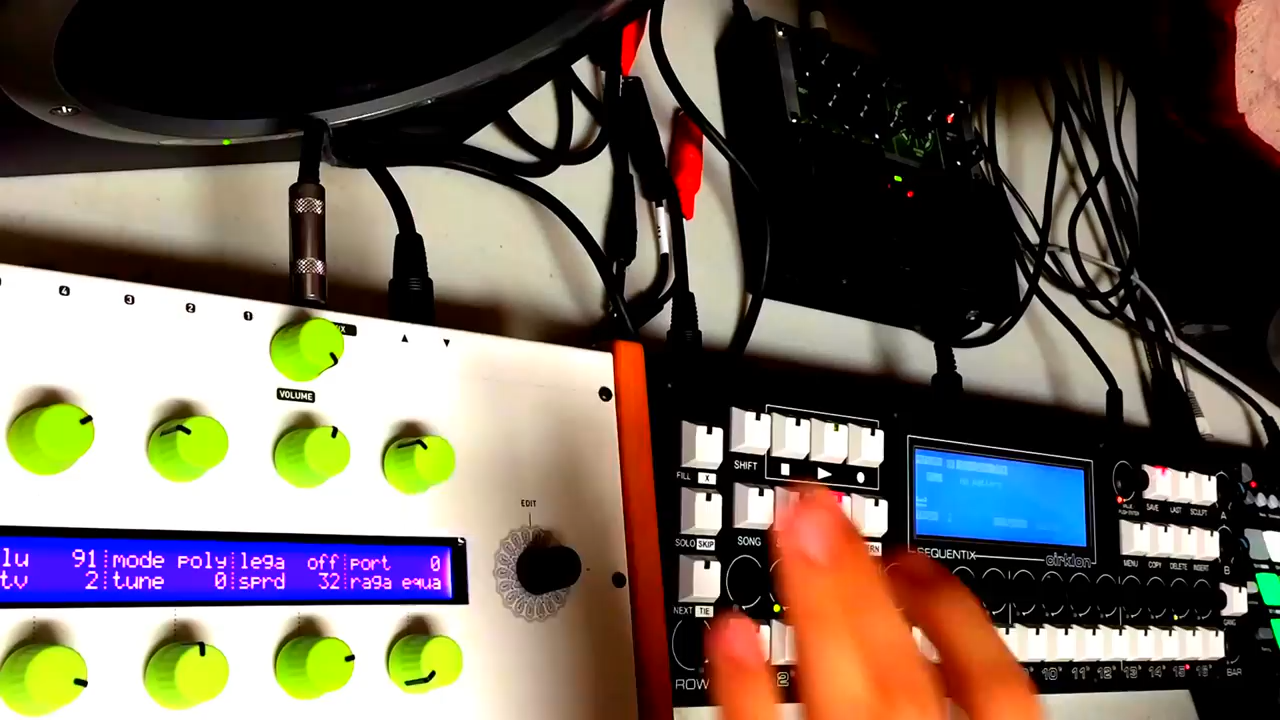 4 3 2 1
VOLUME
EDIT
lu 91 mode poly lega off port 0
tv 2 tune 0 sprd 32 raga equa
SHIFT
FILL X
SOLO SKIP
SONG
NEXT TIE
ROW
2
SEQUENTIX
cirklon
SAVE LAST SCULPT
MENU COPY DELETE INSERT
10 11 12 13 14 15 16
BAR